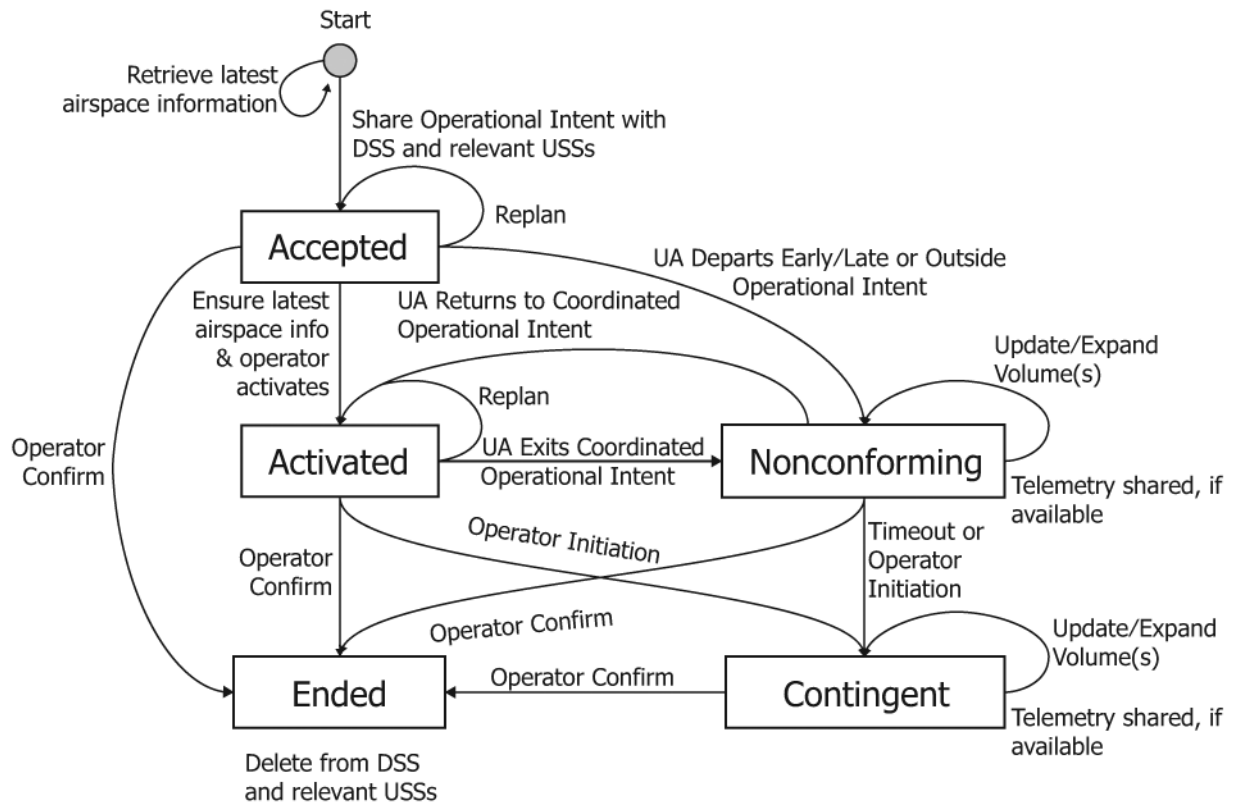 Start
Retrieve latest
airspace information
Share Operational Intent with
DSS and relevant USSs
Replan
Accepted
UA Departs Early/Late or Outside
Operational Intent
Ensure latest
airspace info
& operator
activates
UA Returns to Coordinated
Operational Intent
Update/Expand
Volume(s)
Replan
Operator
Confirm
Activated
UA Exits Coordinated
Operational Intent
Nonconforming
Telemetry shared, if
available
Operator Initiation
Timeout or
Operator
Initiation
Operator
Confirm
Operator Confirm
Update/Expand
Volume(s)
Ended
Operator Confirm
Contingent
Telemetry shared, if
available
Delete from DSS
and relevant USSs